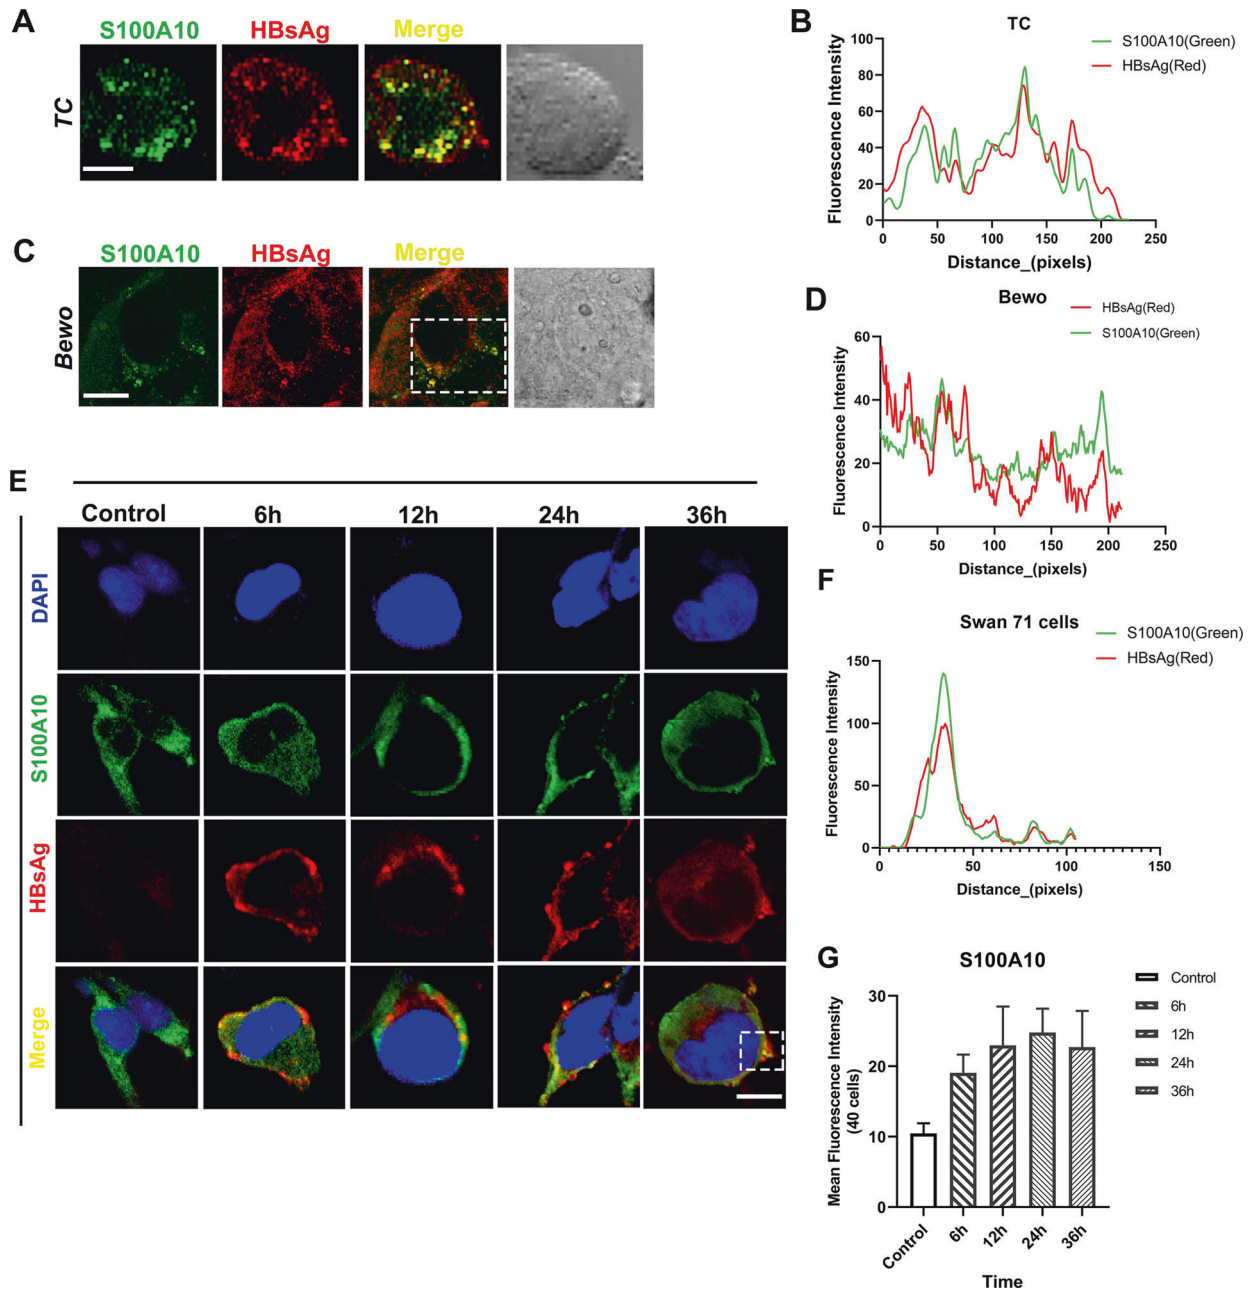 A
S100A10 HBsAg Merge
TC
B
TC
S100A10(Green)
HBsAg(Red)
Fluorescence Intensity
100
80
60
40
20
0
0 50 100 150 200 250
Distance_(pixels)
C
S100A10 HBsAg Merge
Bewo
D
Bewo
HBsAg(Red)
S100A10(Green)
Fluorescence Intensity
60
40
20
0
0 50 100 150 200 250
Distance_(pixels)
E
Control 6h 12h 24h 36h
DAPI
S100A10
HBsAg
Merge
F
Swan 71 cells
S100A10(Green)
HBsAg(Red)
Fluorescence Intensity
150
100
50
0
0 50 100 150
Distance_(pixels)
G
S100A10
Control
6h
12h
24h
36h
Mean Fluorescence Intensity
(40 cells)
30
20
10
0
Control 6h 12h 24h 36h
Time